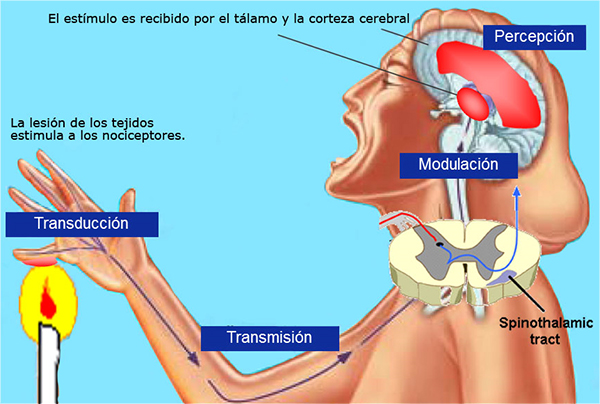 El estímulo es recibido por el tálamo y la corteza cerebral
Percepción
La lesión de los tejidos
estimula a los nociceptores.
Modulación
Transducción
Transmisión
Spinothalamic
tract